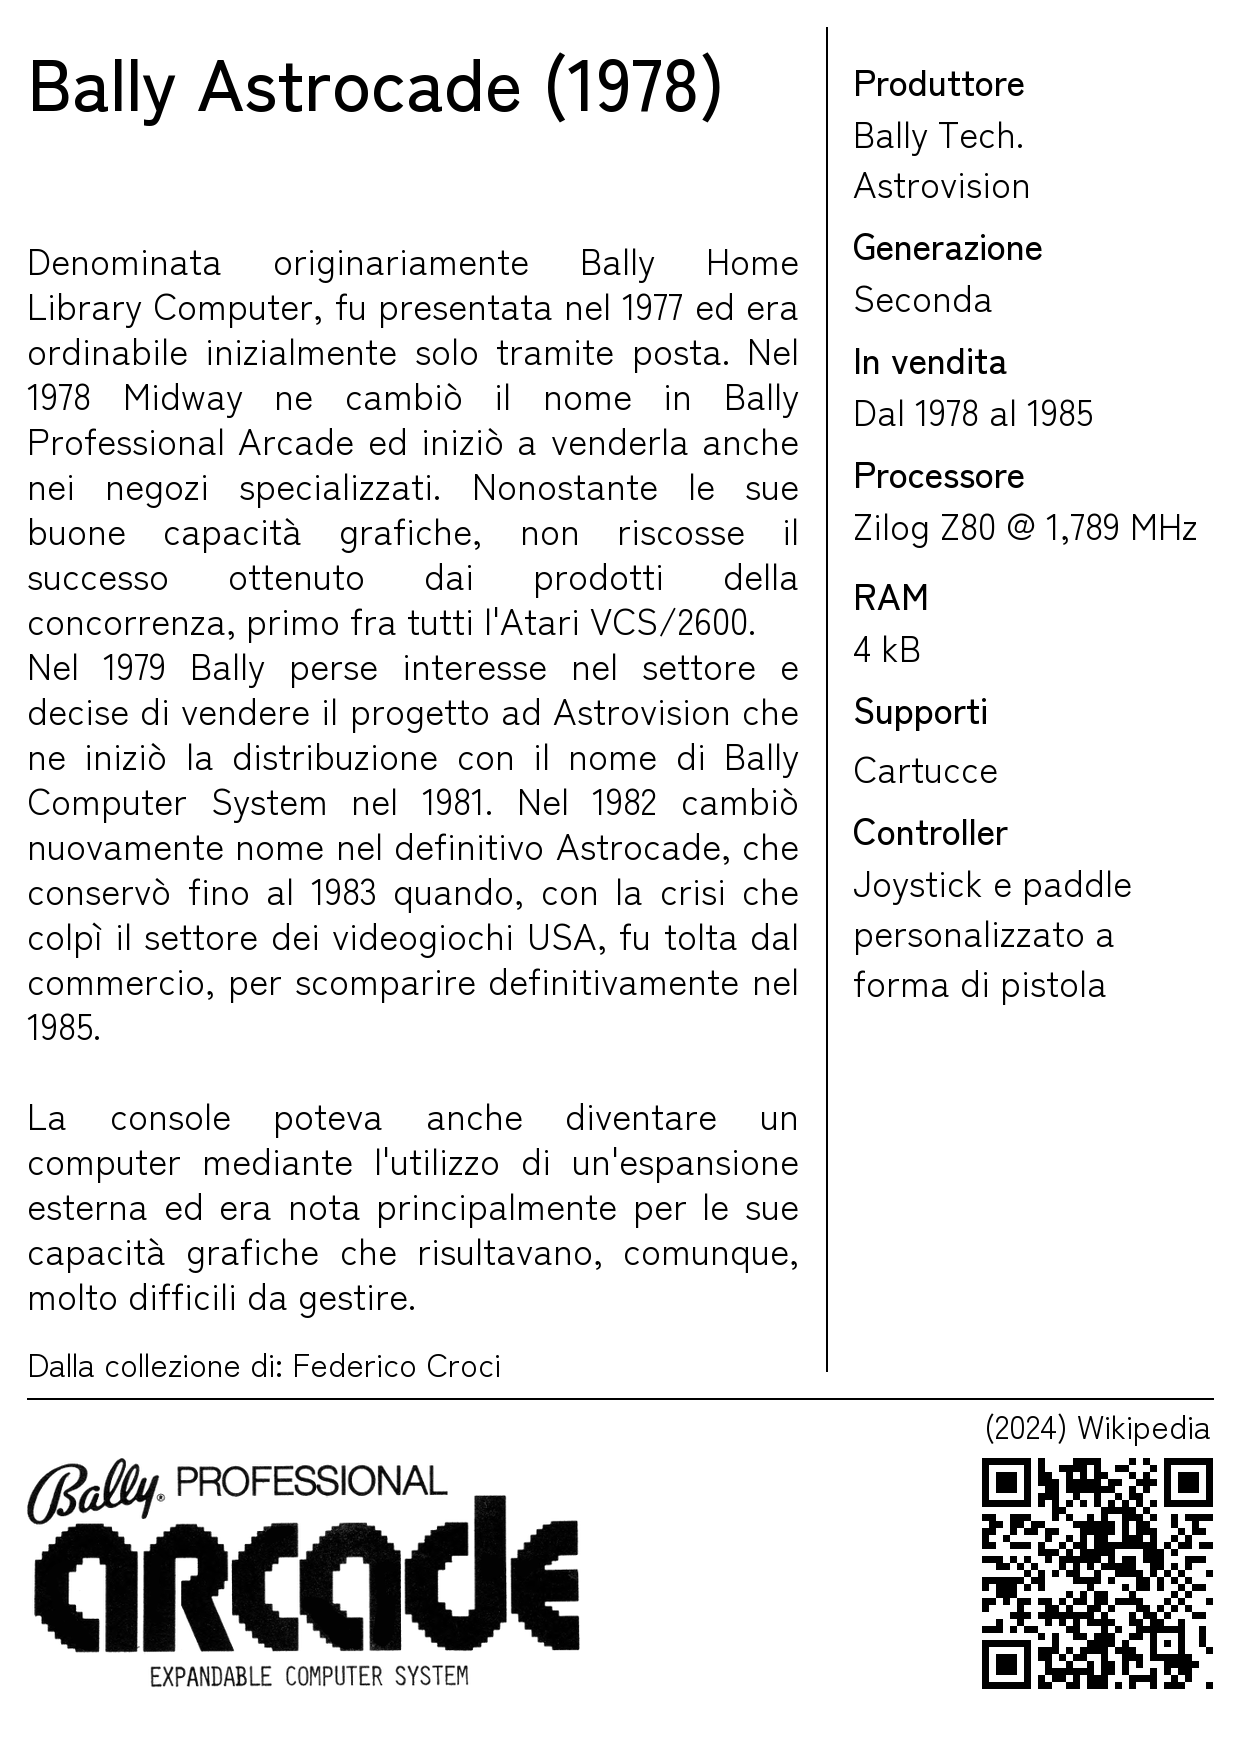 Bally Astrocade (1978)
Denominata originariamente Bally Home
Library Computer, fu presentata nel 1977 ed era
ordinabile inizialmente solo tramite posta. Nel
1978 Midway ne cambiò il nome in Bally
Professional Arcade ed iniziò a venderla anche
nei negozi specializzati. Nonostante le sue
buone capacità grafiche, non riscosse il
successo ottenuto dai prodotti della
concorrenza, primo fra tutti l'Atari VCS/2600.
Nel 1979 Bally perse interesse nel settore e
decise di vendere il progetto ad Astrovision che
ne iniziò la distribuzione con il nome di Bally
Computer System nel 1981. Nel 1982 cambiò
nuovamente nome nel definitivo Astrocade, che
conservò fino al 1983 quando, con la crisi che
colpì il settore dei videogiochi USA, fu tolta dal
commercio, per scomparire definitivamente nel
1985.
La console poteva anche diventare un
computer mediante l'utilizzo di un'espansione
esterna ed era nota principalmente per le sue
capacità grafiche che risultavano, comunque,
molto difficili da gestire.
Dalla collezione di: Federico Croci
Produttore
Bally Tech.
Astrovision
Generazione
Seconda
In vendita
Dal 1978 al 1985
Processore
Zilog Z80 @ 1,789 MHz
RAM
4 kB
Supporti
Cartucce
Controller
Joystick e paddle
personalizzato a
forma di pistola
(2024) Wikipedia
Bally® PROFESSIONAL
arcade
EXPANDABLE COMPUTER SYSTEM